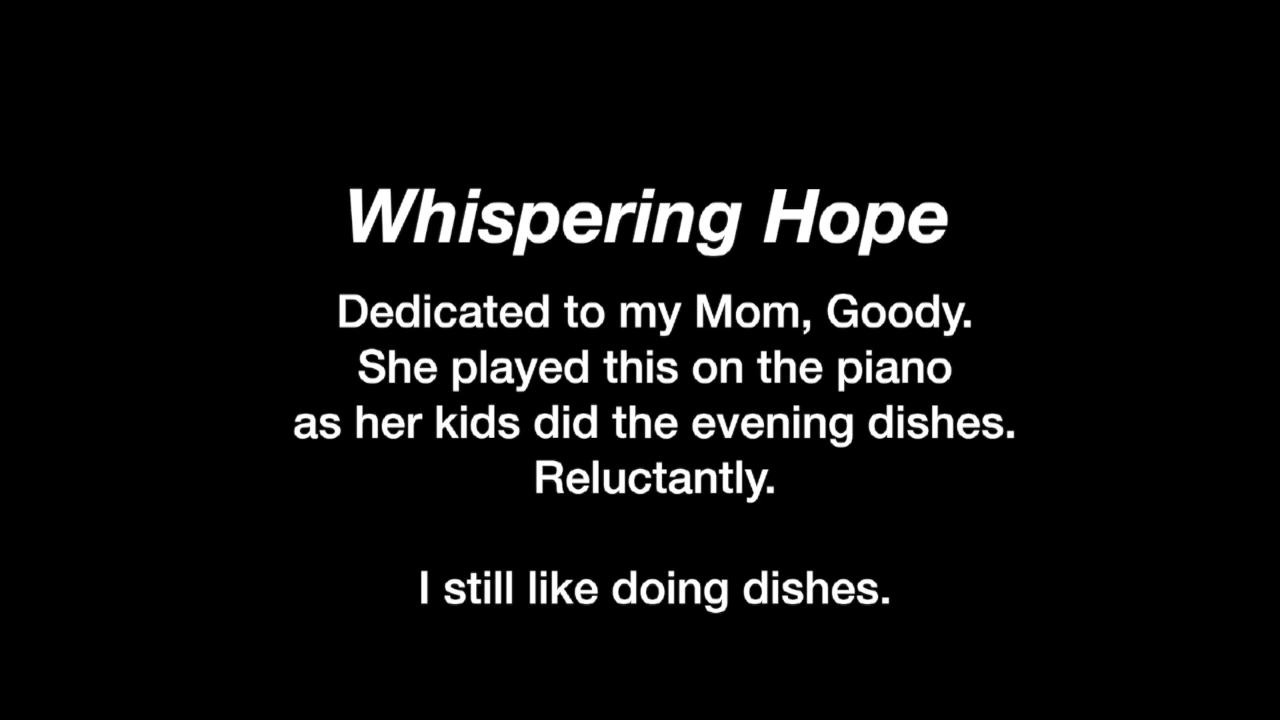 Whispering Hope
Dedicated to my Mom, Goody.
She played this on the piano
as her kids did the evening dishes.
Reluctantly.
I still like doing dishes.